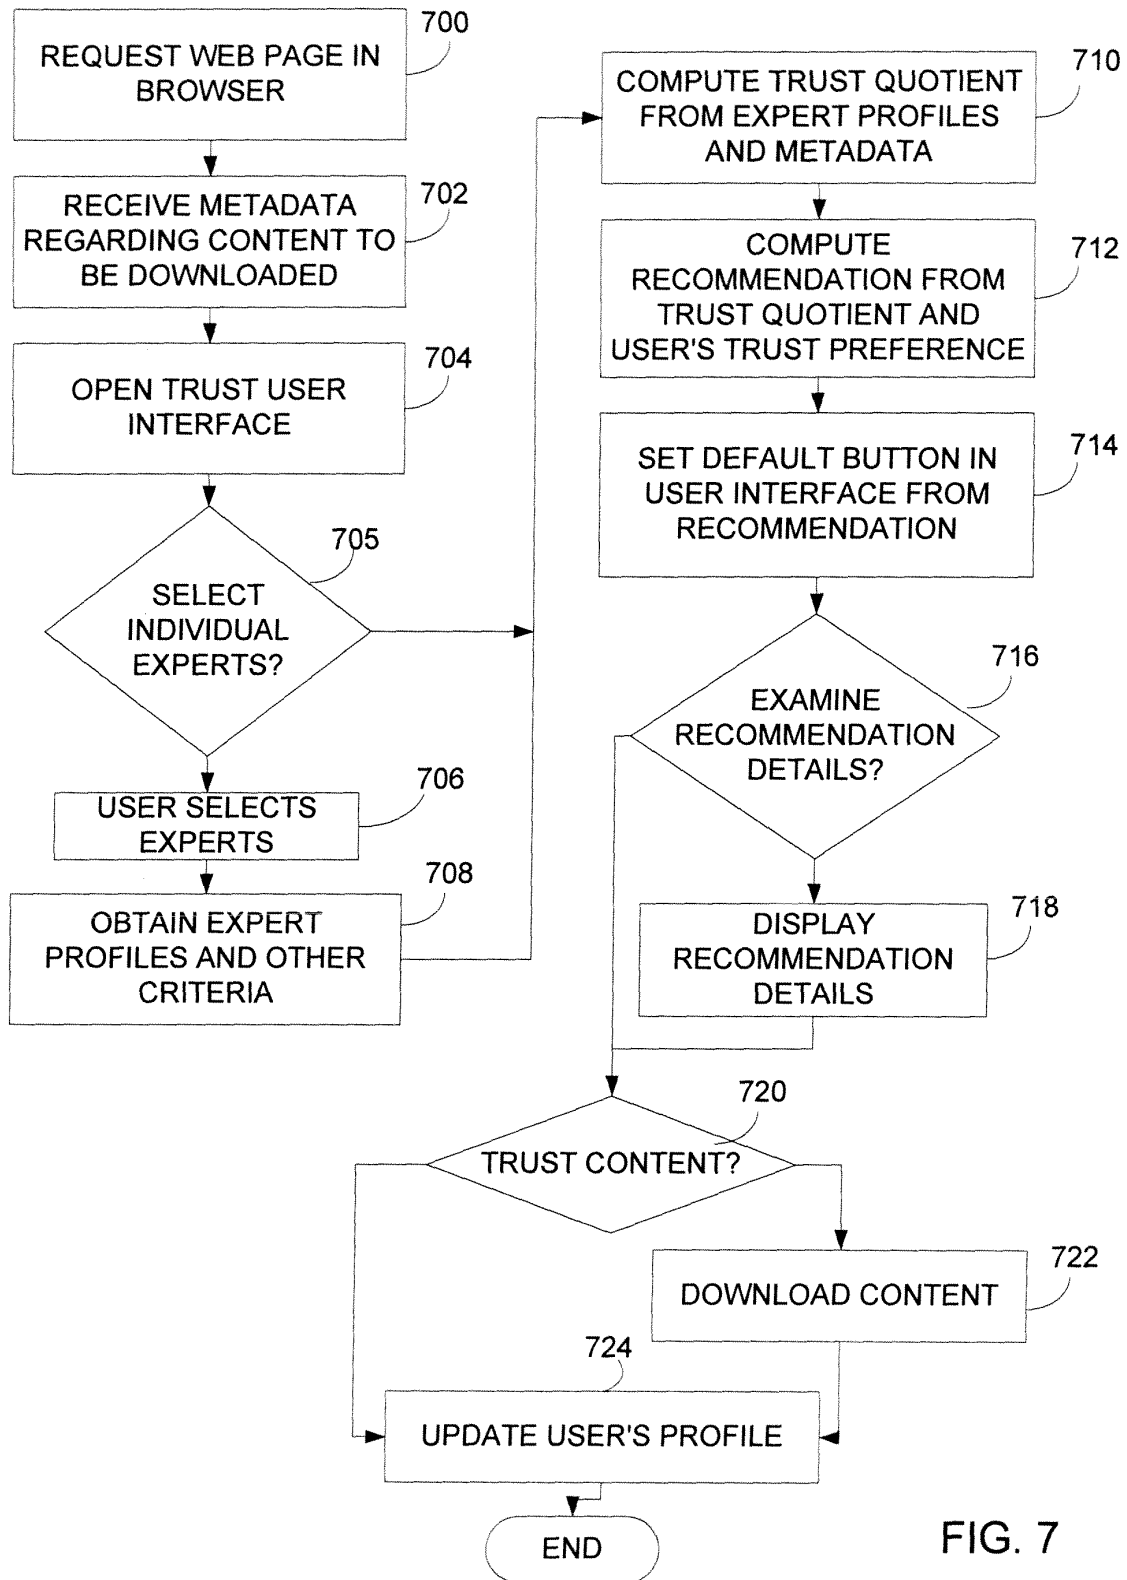 700
REQUEST WEB PAGE IN
BROWSER
702
RECEIVE METADATA
REGARDING CONTENT TO
BE DOWNLOADED
704
OPEN TRUST USER
INTERFACE
705
SELECT
INDIVIDUAL
EXPERTS?
706
USER SELECTS
EXPERTS
708
OBTAIN EXPERT
PROFILES AND OTHER
CRITERIA
710
COMPUTE TRUST QUOTIENT
FROM EXPERT PROFILES
AND METADATA
712
COMPUTE
RECOMMENDATION FROM
TRUST QUOTIENT AND
USER'S TRUST PREFERENCE
714
SET DEFAULT BUTTON IN
USER INTERFACE FROM
RECOMMENDATION
716
EXAMINE
RECOMMENDATION
DETAILS?
718
DISPLAY
RECOMMENDATION
DETAILS
720
TRUST CONTENT?
722
DOWNLOAD CONTENT
724
UPDATE USER'S PROFILE
END
FIG. 7